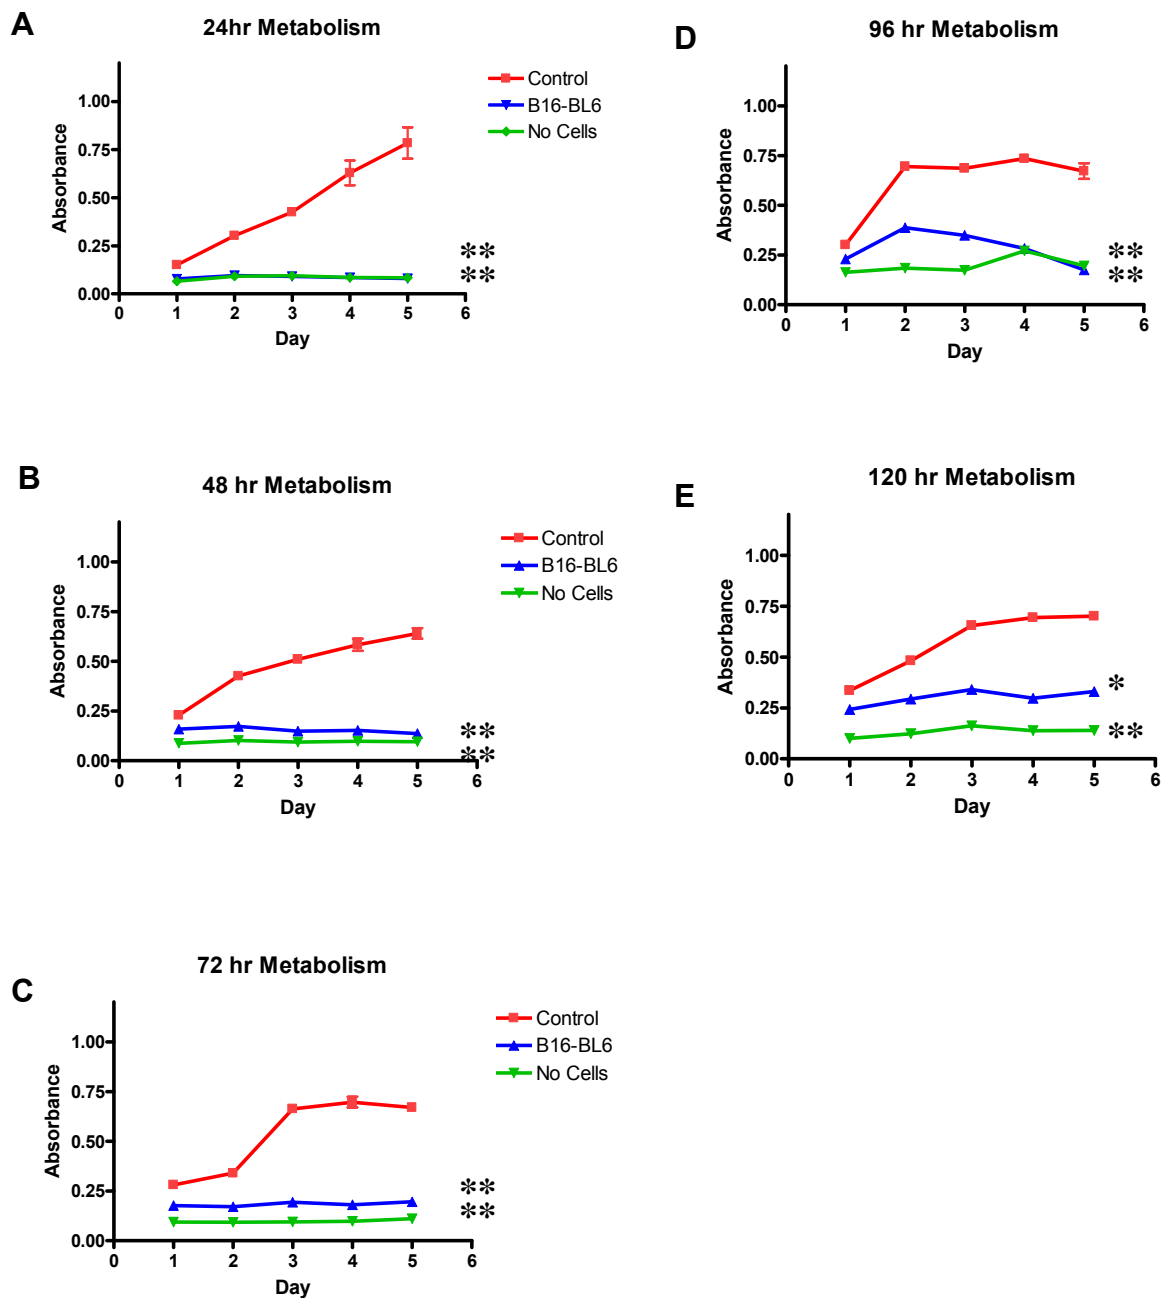 A
24hr Metabolism
Absorbance
1.00
0.75
0.50
0.25
0.00
0 1 2 3 4 5 6
Day
Control
B16-BL6
No Cells
**
**
B
48 hr Metabolism
Absorbance
1.00
0.75
0.50
0.25
0.00
0 1 2 3 4 5 6
Day
Control
B16-BL6
No Cells
**
**
C
72 hr Metabolism
Absorbance
1.00
0.75
0.50
0.25
0.00
0 1 2 3 4 5 6
Day
Control
B16-BL6
No Cells
**
**
D
96 hr Metabolism
Absorbance
1.00
0.75
0.50
0.25
0.00
0 1 2 3 4 5 6
Day
**
**
E
120 hr Metabolism
Absorbance
1.00
0.75
0.50
0.25
0.00
0 1 2 3 4 5 6
Day
*
**